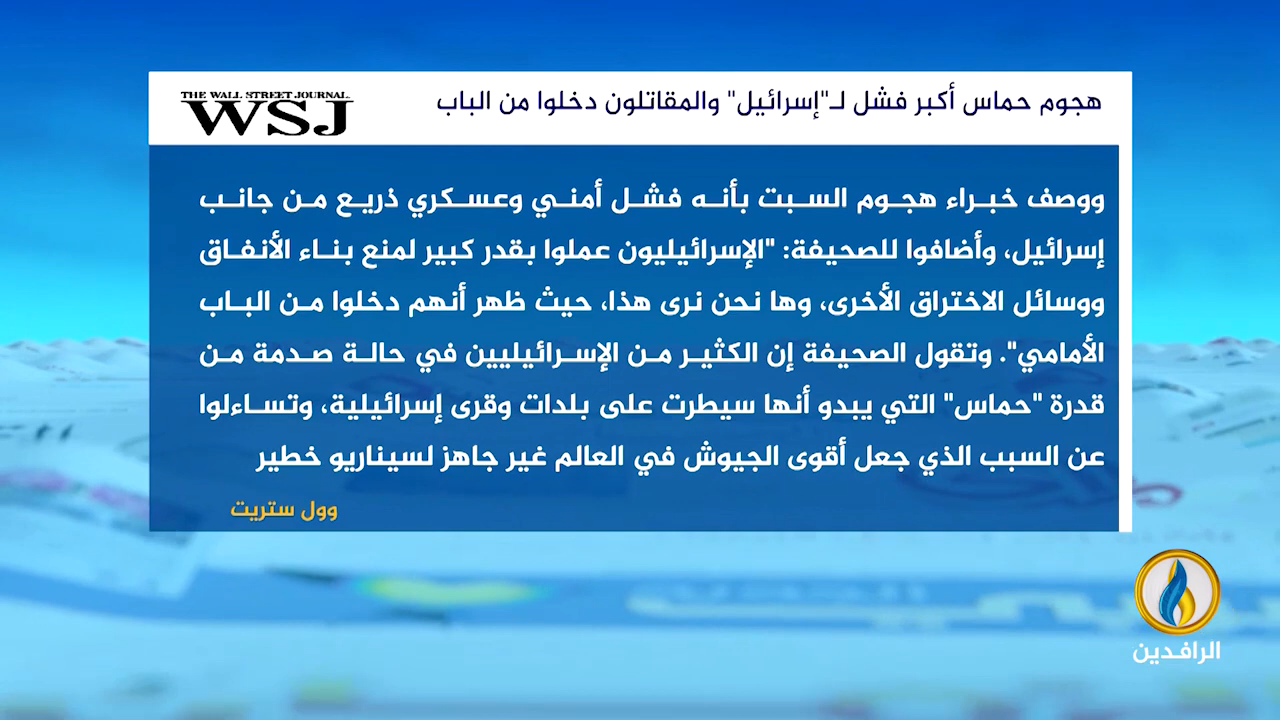 هجوم حماس أكبر فشل لـ"إسرائيل" والمقاتلون دخلوا من الباب
THE WALL STREET JOURNAL.
WSJ
ووصف خبراء هجوم السبت بأنه فشل أمني وعسكري ذريع من جانب
إسرائيل، وأضافوا للصحيفة: "الإسرائيليون عملوا بقدر كبير لمنع بناء الأنفاق
ووسائل الاختراق الأخرى، وها نحن نرى هذا، حيث ظهر أنهم دخلوا من الباب
الأمامي". وتقول الصحيفة إن الكثير من الإسرائيليين في حالة صدمة من
قدرة "حماس" التي يبدو أنها سيطرت على بلدات وقرى إسرائيلية، وتساءلوا
عن السبب الذي جعل أقوى الجيوش في العالم غير جاهز لسيناريو خطير
وول ستريت
الرافدين